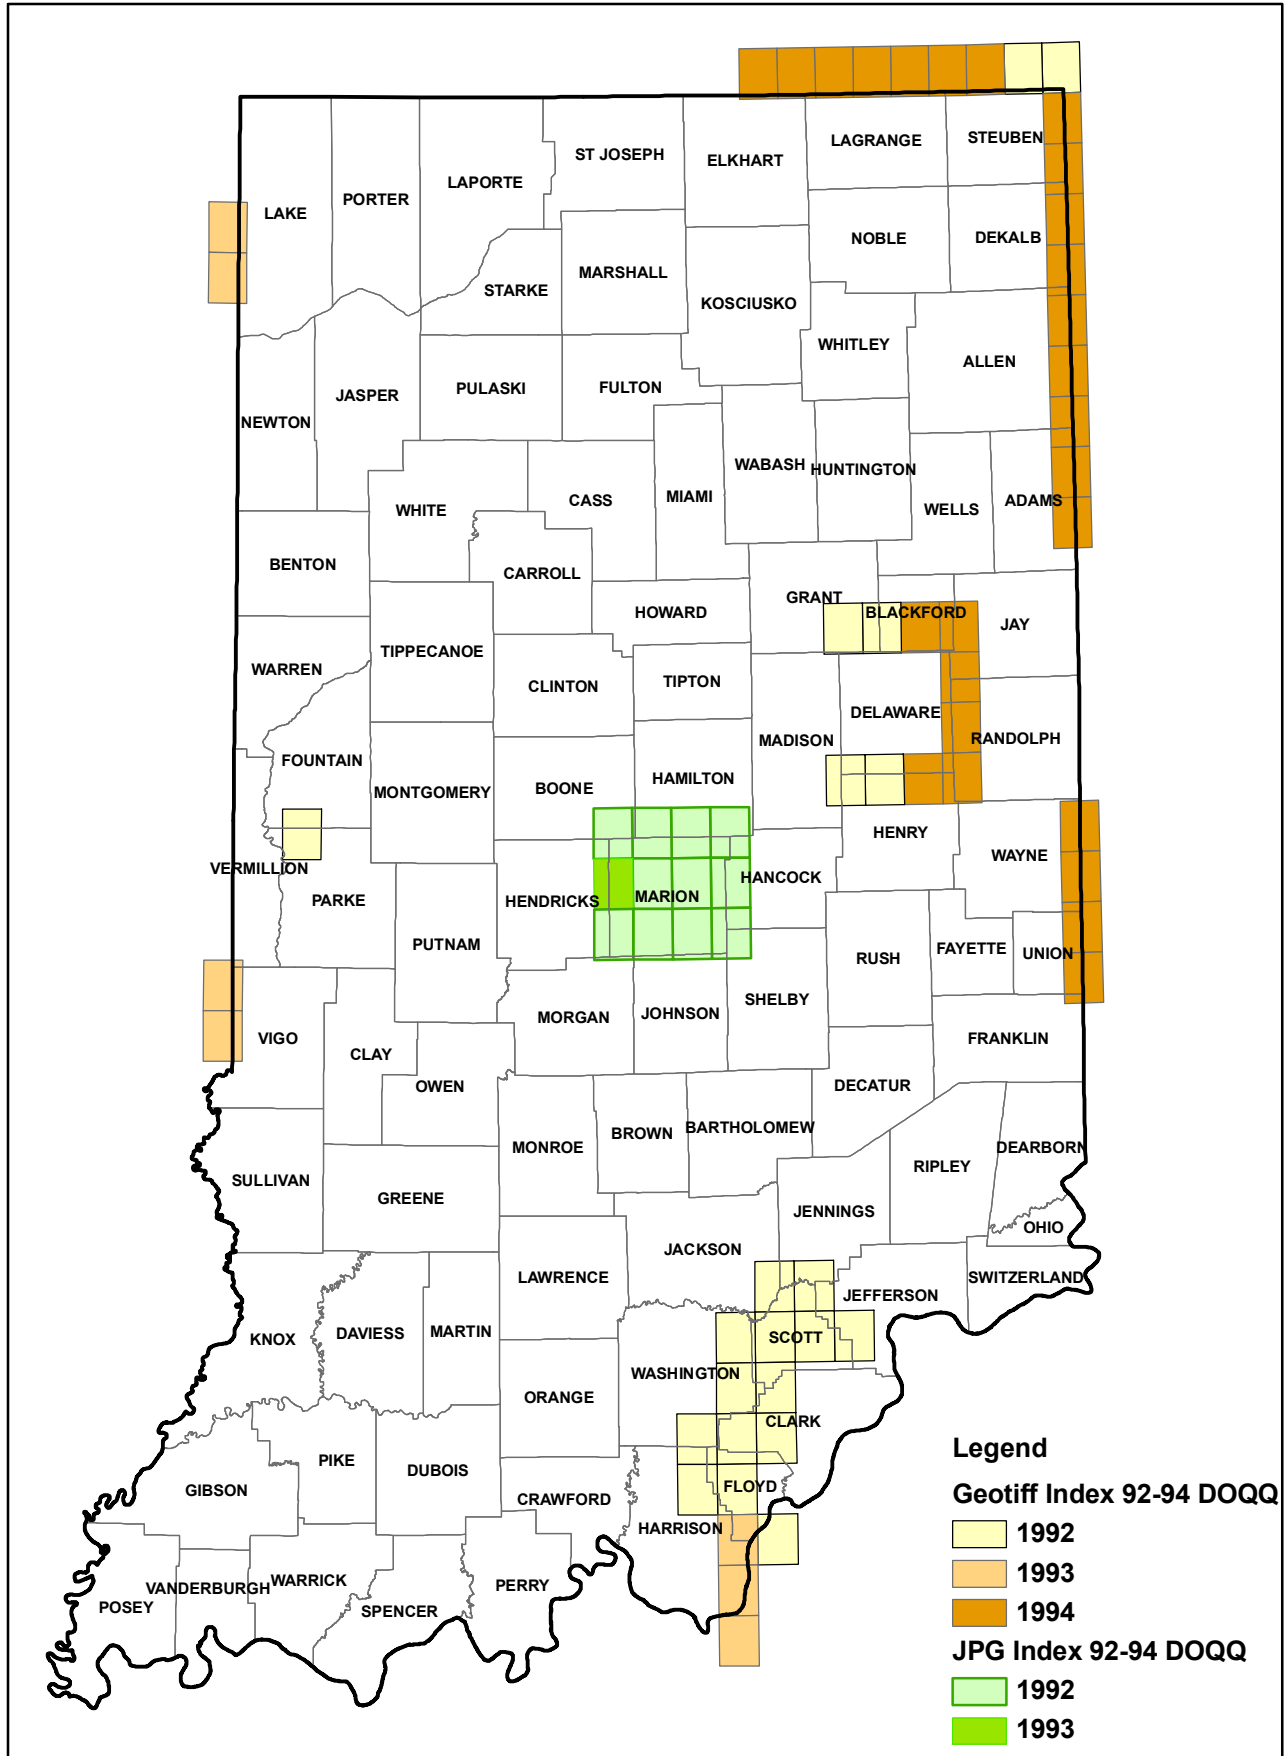 LAGRANGE
STEUBEN
ST JOSEPH
ELKHART
LAPORTE
PORTER
LAKE
NOBLE
DEKALB
MARSHALL
STARKE
KOSCIUSKO
WHITLEY
ALLEN
PULASKI
FULTON
JASPER
NEWTON
WABASH
HUNTINGTON
MIAMI
CASS
WHITE
WELLS
ADAMS
BENTON
CARROLL
GRANT
BLACKFORD
HOWARD
JAY
TIPPECANOE
WARREN
CLINTON
TIPTON
DELAWARE
MADISON
RANDOLPH
FOUNTAIN
HAMILTON
BOONE
MONTGOMERY
HENRY
WAYNE
VERMILLION
HANCOCK
PARKE
HENDRICKS
MARION
PUTNAM
RUSH
FAYETTE
UNION
SHELBY
MORGAN
JOHNSON
VIGO
FRANKLIN
CLAY
OWEN
DECATUR
BARTHOLOMEW
BROWN
MONROE
DEARBORN
RIPLEY
SULLIVAN
GREENE
JENNINGS
OHIO
JACKSON
LAWRENCE
SWITZERLAND
JEFFERSON
KNOX
DAVIESS
MARTIN
SCOTT
WASHINGTON
ORANGE
CLARK
PIKE
DUBOIS
GIBSON
FLOYD
CRAWFORD
HARRISON
VANDERBURGH
WARRICK
PERRY
POSEY
SPENCER
Legend
Geotiff Index 92-94 DOQQ
1992
1993
1994
JPG Index 92-94 DOQQ
1992
1993